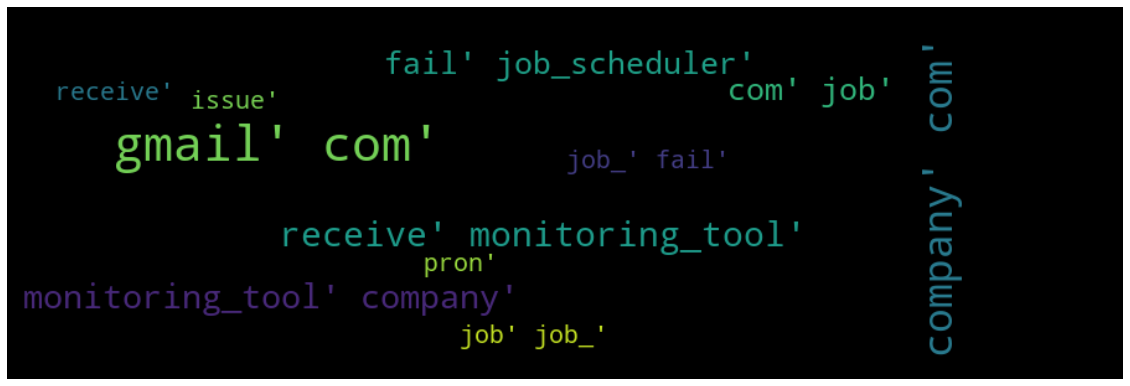 fail' job_scheduler'
receive'
issue'
com' job'
gmail' com'
job_' fail'
company' com'
receive' monitoring_tool'
pron'
monitoring_tool' company'
job' job_'